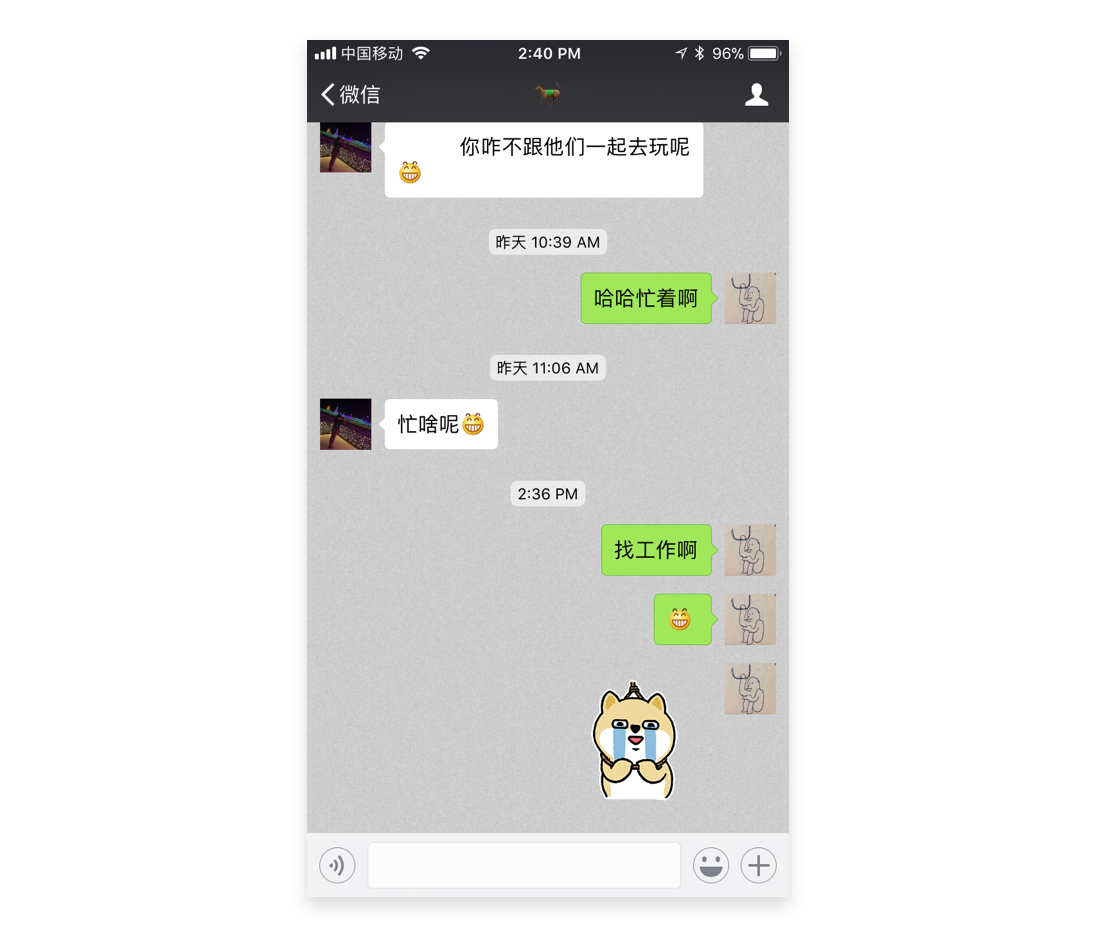 中国移动 2:40 PM 96%
微信
你咋不跟他们一起去玩呢
昨天 10:39 AM
哈哈忙着啊
昨天 11:06 AM
忙啥呢
2:36 PM
找工作啊